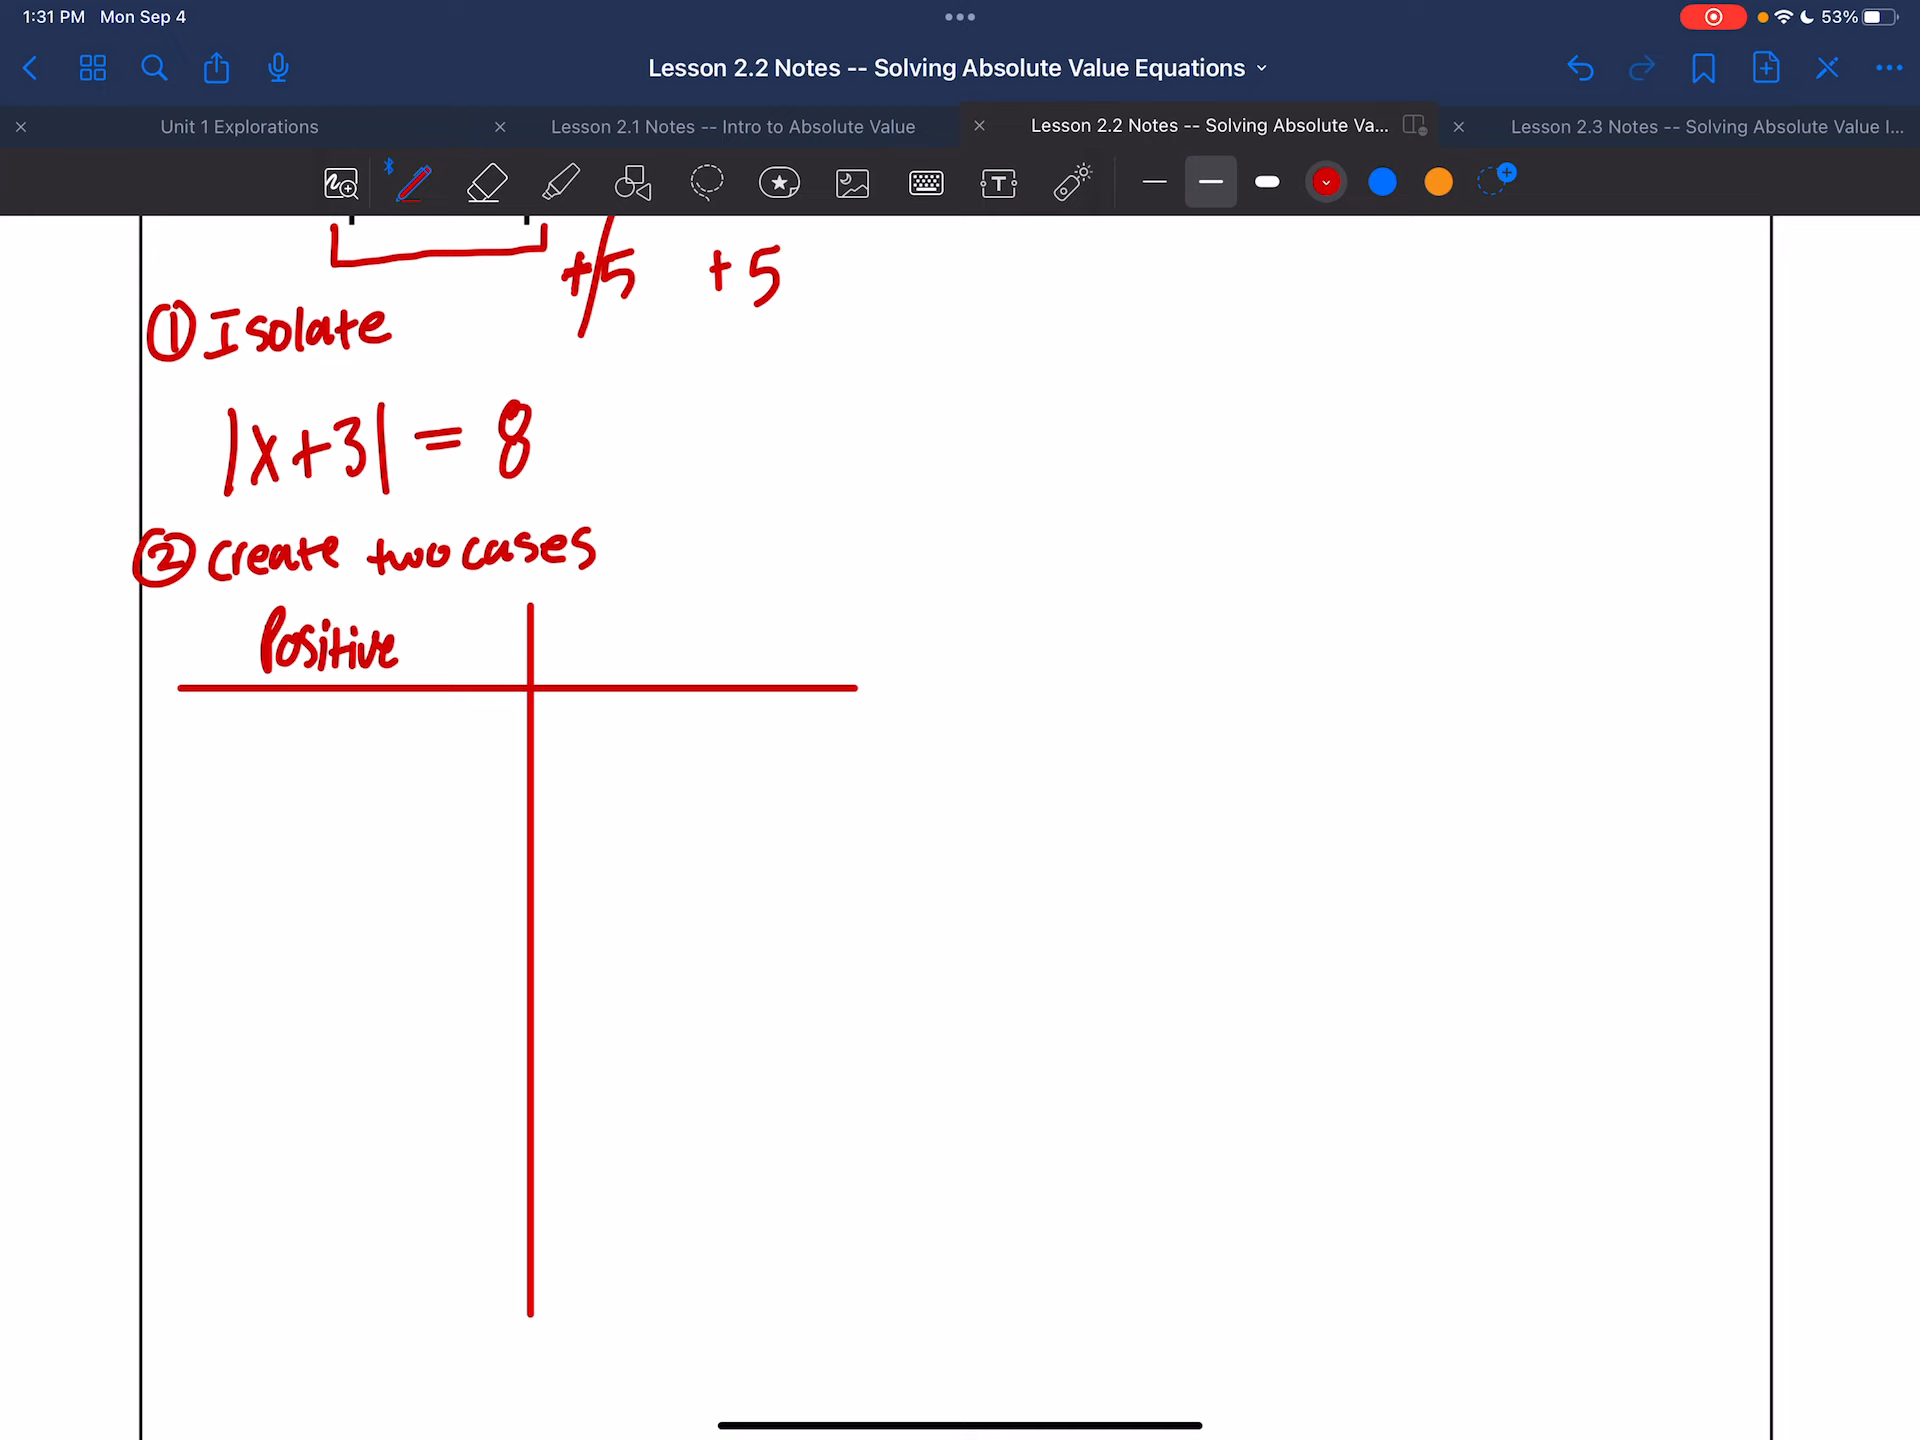 1:31 PM Mon Sep 4
53%
Lesson 2.2 Notes -- Solving Absolute Value Equations
Unit 1 Explorations
Lesson 2.1 Notes -- Intro to Absolute Value
Lesson 2.2 Notes -- Solving Absolute Va...
Lesson 2.3 Notes -- Solving Absolute Value I...
+5 +5
① Isolate
|x+3| = 8
② Create two cases
Positive